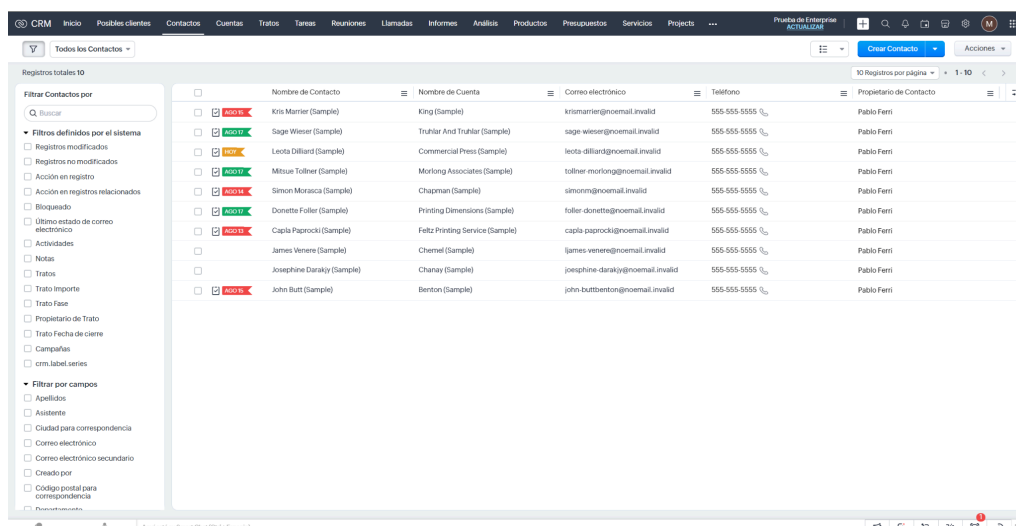 CRM Inicio Posibles clientes Contactos Cuentas Tratos Tareas Reuniones Llamadas Informes Análisis Productos Presupuestos Servicios Projects ... Prueba de Enterprise
ACTUALIZAR M
Todos los Contactos Crear Contacto Acciones
Registros totales 10 10 Registros por página 1 - 10
Filtrar Contactos por
Buscar
Filtros definidos por el sistema
Registros modificados
Registros no modificados
Acción en registro
Acción en registros relacionados
Bloqueado
Último estado de correo
electrónico
Actividades
Notas
Tratos
Trato Importe
Trato Fase
Propietario de Trato
Trato Fecha de cierre
Campañas
crm.label.series
Filtrar por campos
Apellidos
Asistente
Ciudad para correspondencia
Correo electrónico
Correo electrónico secundario
Creado por
Código postal para
correspondencia
Departamento
Nombre de Contacto Nombre de Cuenta Correo electrónico Teléfono Propietario de Contacto
AGO 15 Kris Marrier (Sample) King (Sample) krismarrier@noemail.invalid 555-555-5555 Pablo Ferri
AGO 17 Sage Wieser (Sample) Truhlar And Truhlar (Sample) sage-wieser@noemail.invalid 555-555-5555 Pablo Ferri
HOY Leota Dilliard (Sample) Commercial Press (Sample) leota-dilliard@noemail.invalid 555-555-5555 Pablo Ferri
AGO 17 Mitsue Tollner (Sample) Morlong Associates (Sample) tollner-morlong@noemail.invalid 555-555-5555 Pablo Ferri
AGO 14 Simon Morasca (Sample) Chapman (Sample) simonm@noemail.invalid 555-555-5555 Pablo Ferri
AGO 17 Donette Foller (Sample) Printing Dimensions (Sample) foller-donette@noemail.invalid 555-555-5555 Pablo Ferri
AGO 13 Capla Paprocki (Sample) Feltz Printing Service (Sample) capla-paprocki@noemail.invalid 555-555-5555 Pablo Ferri
James Venere (Sample) Chemel (Sample) ljames-venere@noemail.invalid 555-555-5555 Pablo Ferri
Josephine Darakjy (Sample) Chanay (Sample) joesphine-darakjy@noemail.invalid 555-555-5555 Pablo Ferri
AGO 15 John Butt (Sample) Benton (Sample) john-buttbenton@noemail.invalid 555-555-5555 Pablo Ferri
1